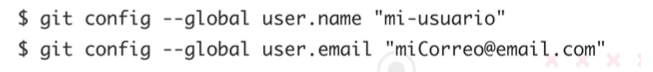 $ git config --global user.name "mi-usuario"
$ git config --global user.email "miCorreo@email.com"